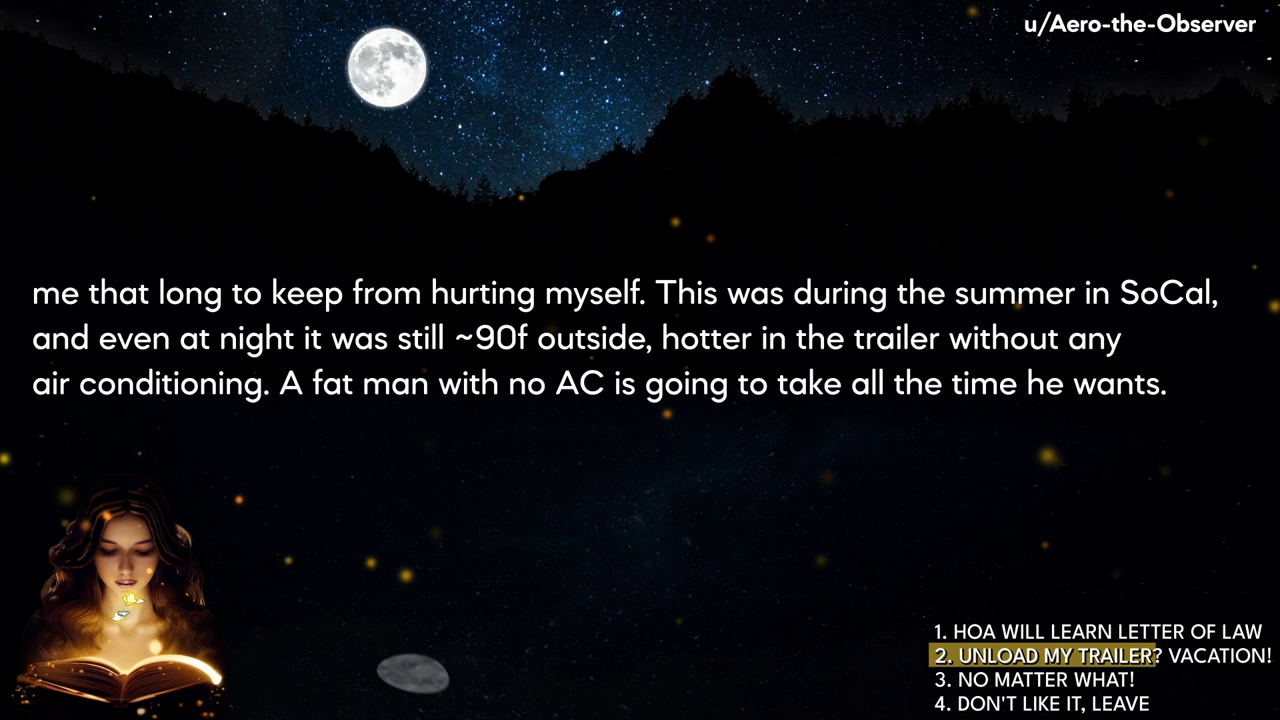 u/Aero-the-Observer
me that long to keep from hurting myself. This was during the summer in SoCal,
and even at night it was still ~90f outside, hotter in the trailer without any
air conditioning. A fat man with no AC is going to take all the time he wants.
1. HOA WILL LEARN LETTER OF LAW
2. UNLOAD MY TRAILER? VACATION!
3. NO MATTER WHAT!
4. DON'T LIKE IT, LEAVE